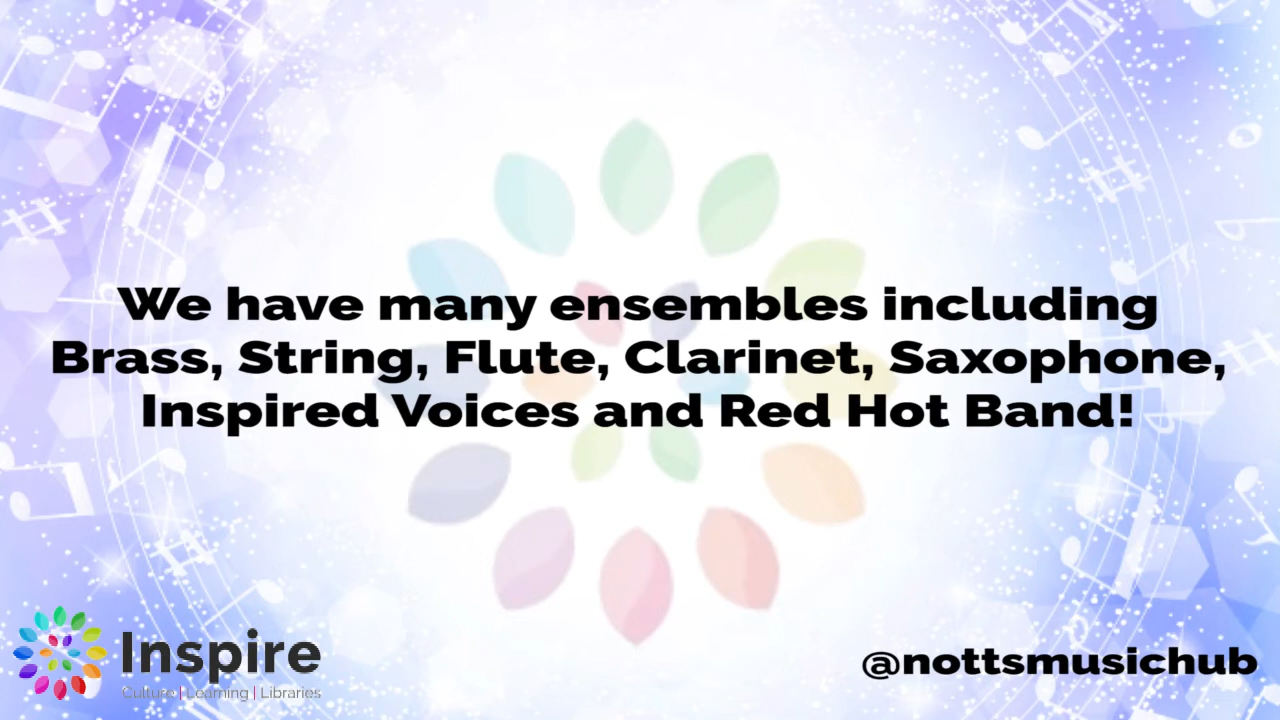 We have many ensembles including
Brass, String, Flute, Clarinet, Saxophone,
Inspired Voices and Red Hot Band!
Inspire
Culture | Learning | Libraries
@nottsmusichub